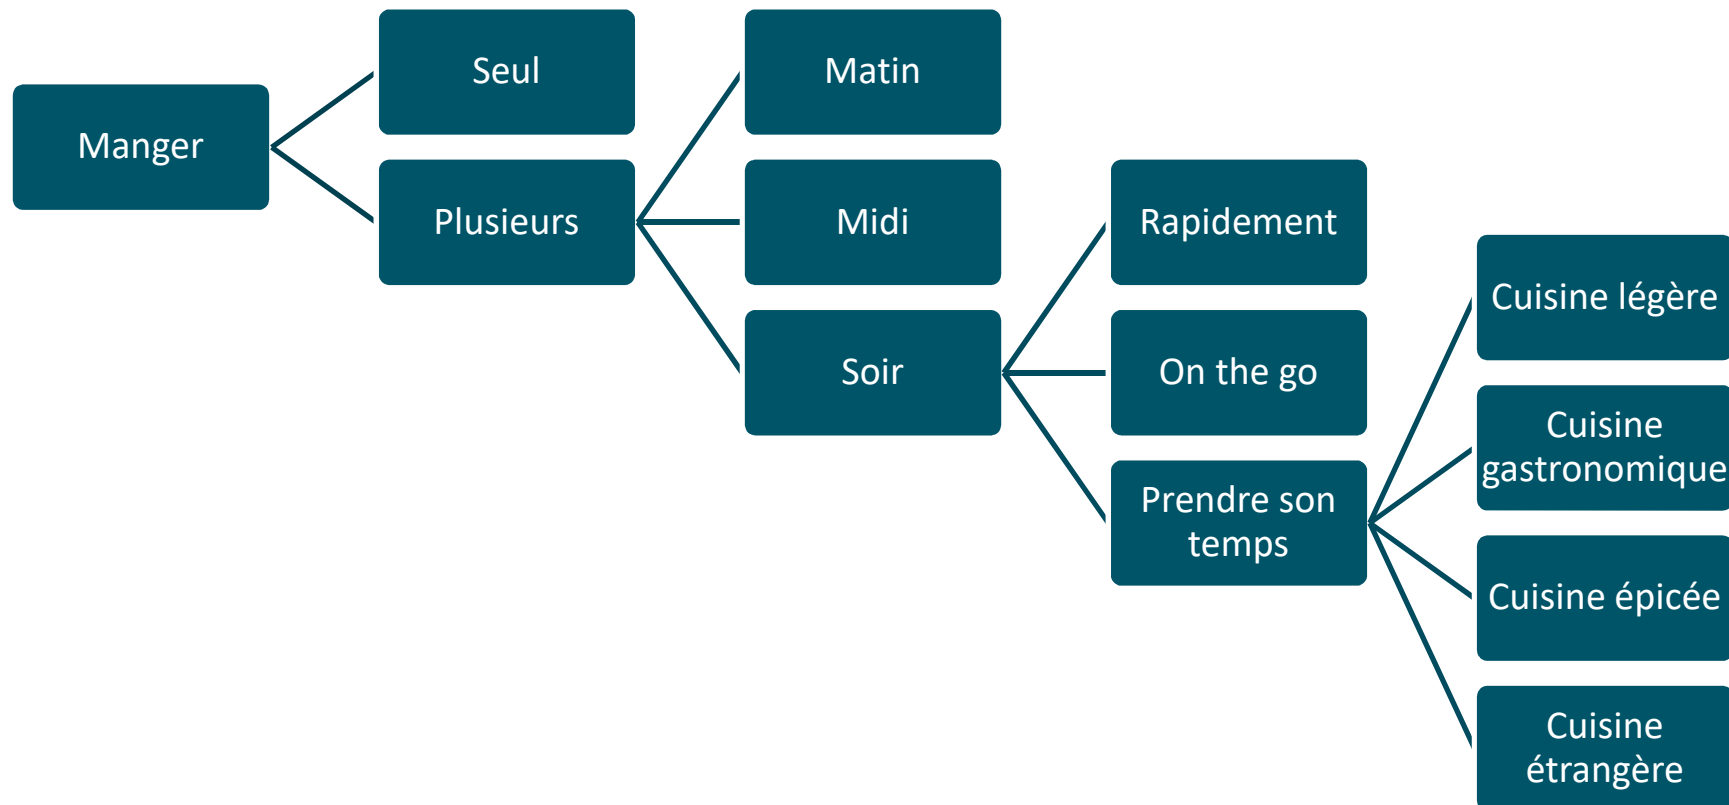 Manger
Seul
Plusieurs
Matin
Midi
Soir
Rapidement
On the go
Prendre son
temps
Cuisine légère
Cuisine
gastronomique
Cuisine épicée
Cuisine
étrangère